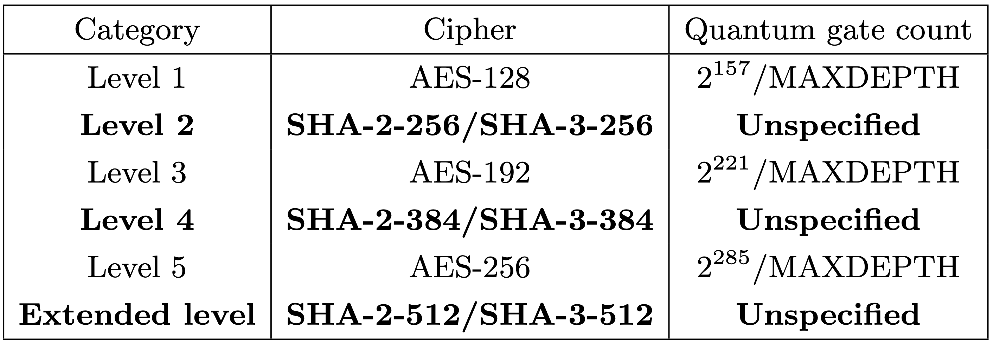 Category Cipher Quantum gate count
Level 1 AES-128 2^157/MAXDEPTH
Level 2 SHA-2-256/SHA-3-256 Unspecified
Level 3 AES-192 2^221/MAXDEPTH
Level 4 SHA-2-384/SHA-3-384 Unspecified
Level 5 AES-256 2^285/MAXDEPTH
Extended level SHA-2-512/SHA-3-512 Unspecified